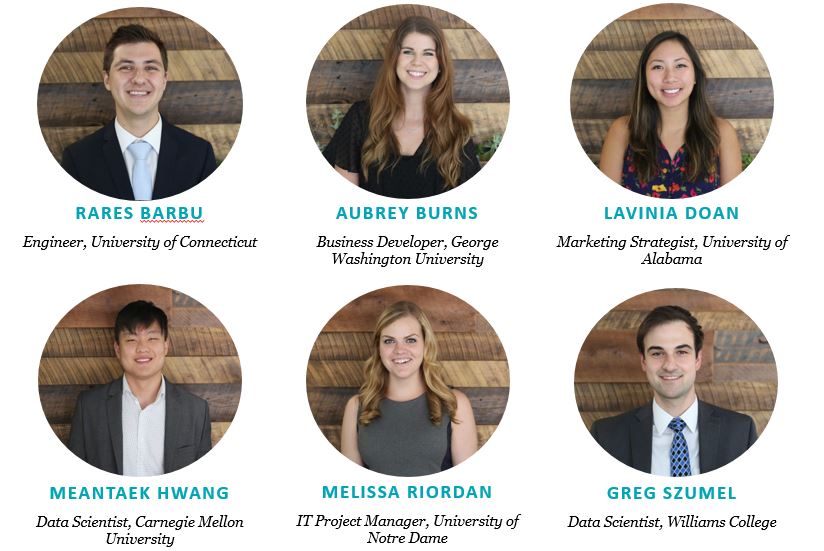 RARES BARBU
Engineer, University of Connecticut
AUBREY BURNS
Business Developer, George
Washington University
LAVINIA DOAN
Marketing Strategist, University of
Alabama
MEANTAEK HWANG
Data Scientist, Carnegie Mellon
University
MELISSA RIORDAN
IT Project Manager, University of
Notre Dame
GREG SZUMEL
Data Scientist, Williams College